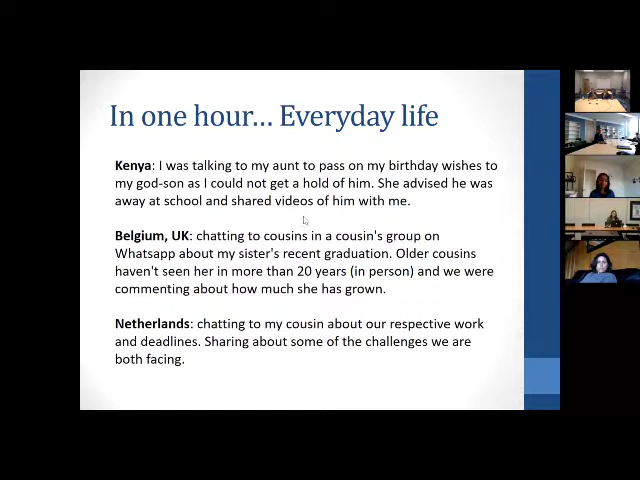 In one hour… Everyday life
Kenya: I was talking to my aunt to pass on my birthday wishes to
my god-son as I could not get a hold of him. She advised he was
away at school and shared videos of him with me.
Belgium, UK: chatting to cousins in a cousin's group on
Whatsapp about my sister's recent graduation. Older cousins
haven't seen her in more than 20 years (in person) and we were
commenting about how much she has grown.
Netherlands: chatting to my cousin about our respective work
and deadlines. Sharing about some of the challenges we are
both facing.